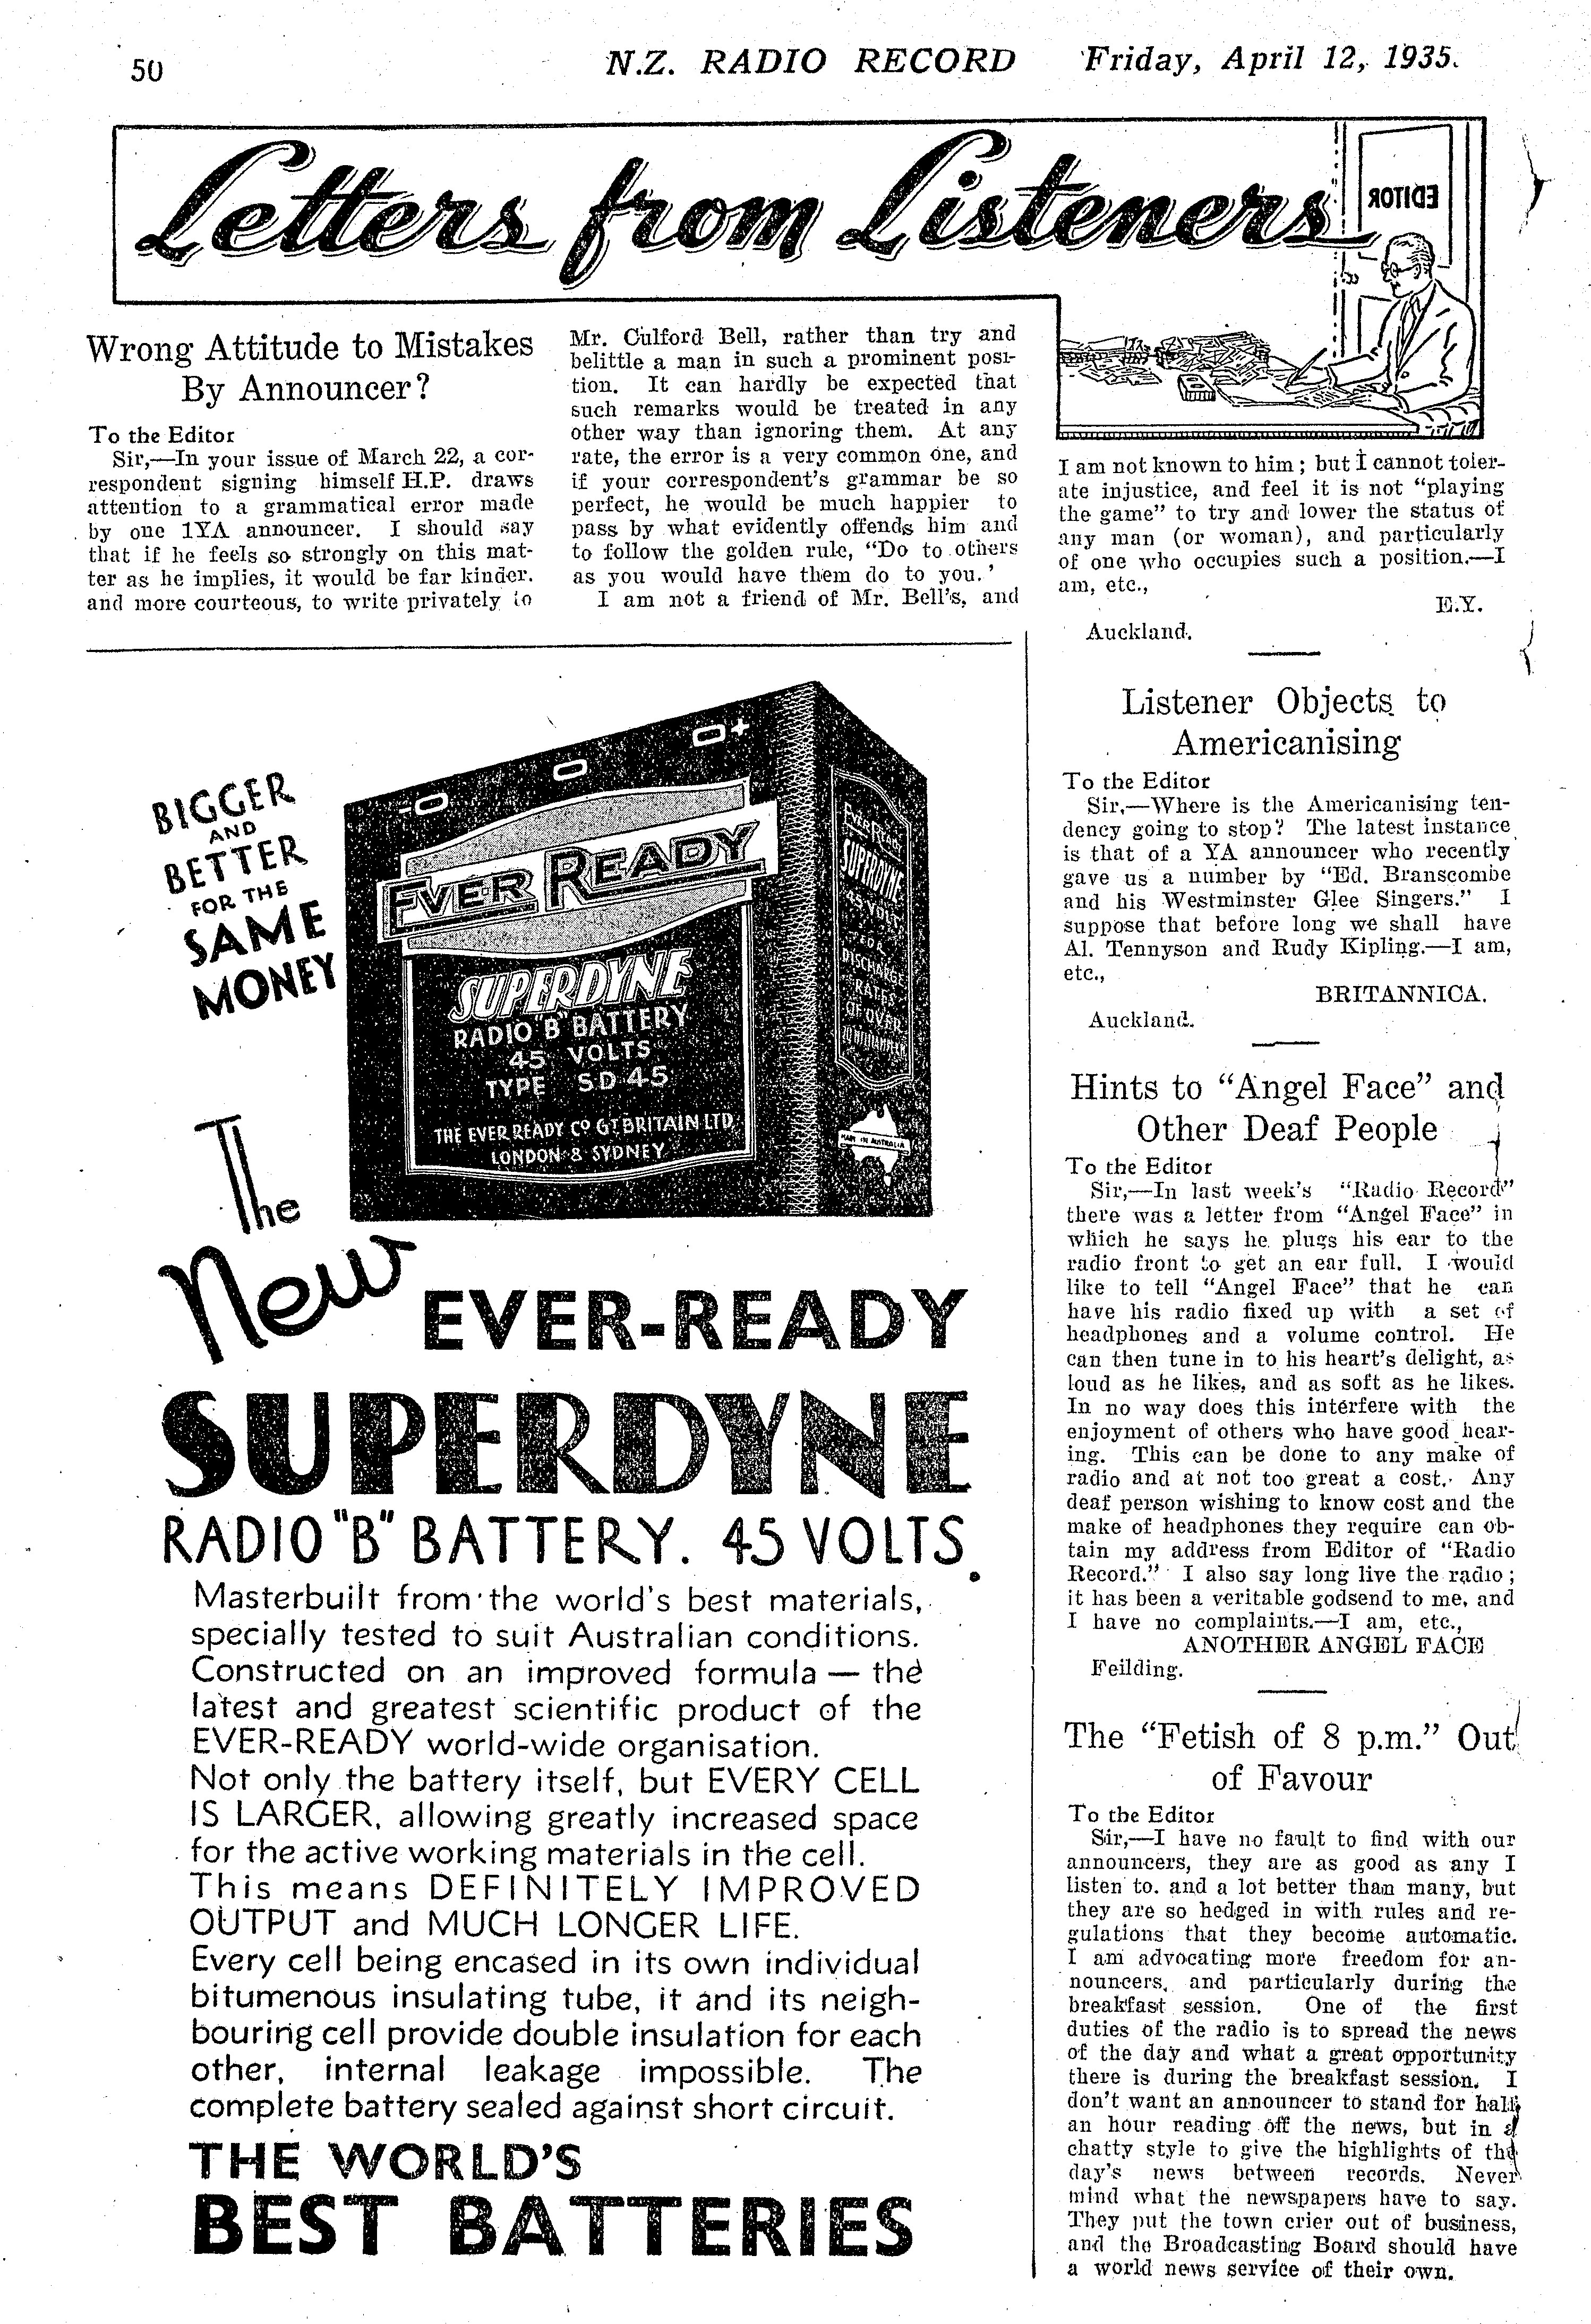 50
N.Z. RADIO RECORD
Friday, April 12, 1935.
Letters from Listeners
EDITOR
Wrong Attitude to Mistakes
By Announcer?
To the Editor
Sir,—In your issue of March 22, a cor-
respondent signing himself H.P. draws
attention to a grammatical error made
by one 1YA announcer. I should say
that if he feels so strongly on this mat-
ter as he implies, it would be far kinder.
and more courteous, to write privately to
Mr. Culford Bell, rather than try and
belittle a man in such a prominent posi-
tion. It can hardly be expected that
such remarks would be treated in any
other way than ignoring them. At any
rate, the error is a very common one, and
if your correspondent's grammar be so
perfect, he would be much happier to
pass by what evidently offends him and
to follow the golden rule, "Do to others
as you would have them do to you.'
I am not a friend of Mr. Bell's, and
I am not known to him; but I cannot toler-
ate injustice, and feel it is not "playing
the game" to try and lower the status of
any man (or woman), and particularly
of one who occupies such a position.—I
am, etc.,
E.Y.
Auckland.
Listener Objects to
Americanising
To the Editor
Sir,—Where is the Americanising ten-
dency going to stop? The latest instance
is that of a YA announcer who recently
gave us a number by "Ed. Branscombe
and his Westminster Glee Singers." I
suppose that before long we shall have
Al. Tennyson and Rudy Kipling.—I am,
etc.,
BRITANNICA.
Auckland.
Hints to "Angel Face" and
Other Deaf People
To the Editor
Sir,—In last week's "Radio Record"
there was a letter from "Angel Face" in
which he says he plugs his ear to the
radio front to get an ear full. I would
like to tell "Angel Face" that he can
have his radio fixed up with a set of
headphones and a volume control. He
can then tune in to his heart's delight, as
loud as he likes, and as soft as he likes.
In no way does this interfere with the
enjoyment of others who have good hear-
ing. This can be done to any make of
radio and at not too great a cost. Any
deaf person wishing to know cost and the
make of headphones they require can ob-
tain my address from Editor of "Radio
Record." I also say long live the radio;
it has been a veritable godsend to me, and
I have no complaints.—I am, etc.,
ANOTHER ANGEL FACE
Feilding.
The "Fetish of 8 p.m." Out
of Favour
To the Editor
Sir,—I have no fault to find with our
announcers, they are as good as any I
listen to. and a lot better than many, but
they are so hedged in with rules and re-
gulations that they become automatic.
I am advocating more freedom for an-
nouncers, and particularly during the
breakfast session. One of the first
duties of the radio is to spread the news
of the day and what a great opportunity
there is during the breakfast session. I
don't want an announcer to stand for half
an hour reading off the news, but in a
chatty style to give the highlights of the
day's news between records. Never
mind what the newspapers have to say.
They put the town crier out of business,
and the Broadcasting Board should have
a world news service of their own.
BIGGER
AND
BETTER
FOR THE
SAME
MONEY
EVER READY
SUPERDYNE
RADIO "B" BATTERY
45 VOLTS
TYPE SD 45
THE EVER READY CO GT BRITAIN LTD
LONDON & SYDNEY
EVER READY
SUPERDYNE
45 VOLTS
FOR
DISCHARGE
RATES
OF OVER
10 MILLIAMPERES
MADE IN AUSTRALIA
The
New
EVER-READY
SUPERDYNE
RADIO "B" BATTERY. 45 VOLTS.
Masterbuilt from the world's best materials,
specially tested to suit Australian conditions.
Constructed on an improved formula — the
latest and greatest scientific product of the
EVER-READY world-wide organisation.
Not only the battery itself, but EVERY CELL
IS LARGER, allowing greatly increased space
for the active working materials in the cell.
This means DEFINITELY IMPROVED
OUTPUT and MUCH LONGER LIFE.
Every cell being encased in its own individual
bitumenous insulating tube, it and its neigh-
bouring cell provide double insulation for each
other, internal leakage impossible. The
complete battery sealed against short circuit.
THE WORLD'S
BEST BATTERIES